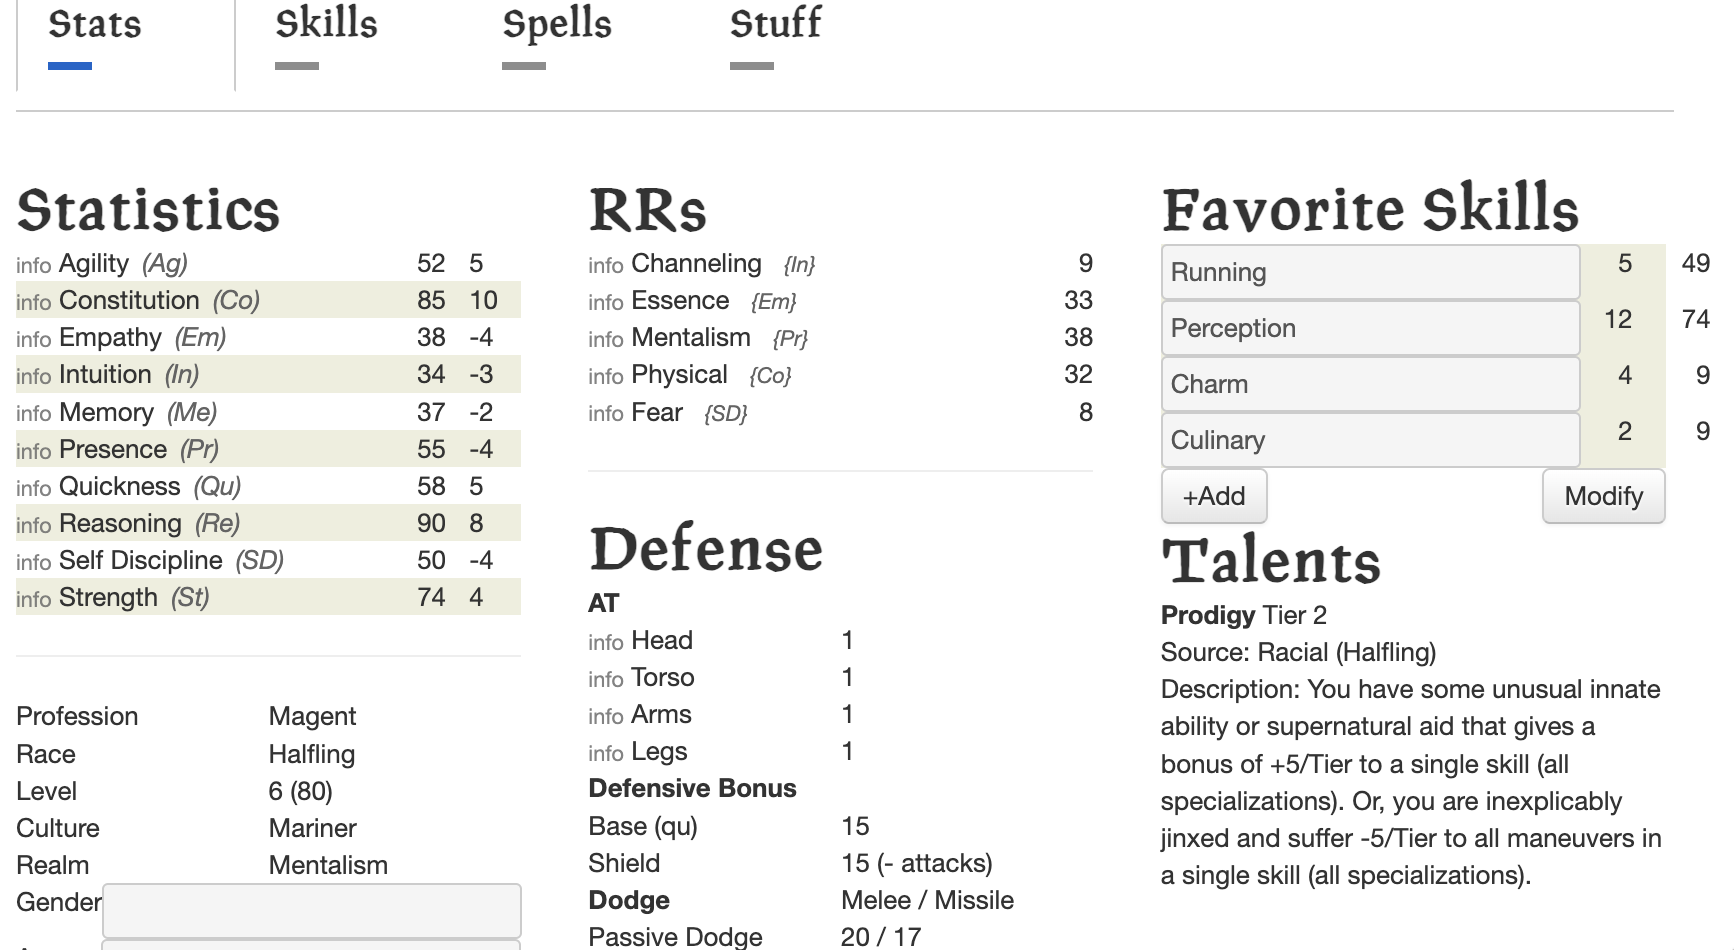 Stats Skills Spells Stuff
Statistics
info Agility (Ag) 52 5
info Constitution (Co) 85 10
info Empathy (Em) 38 -4
info Intuition (In) 34 -3
info Memory (Me) 37 -2
info Presence (Pr) 55 -4
info Quickness (Qu) 58 5
info Reasoning (Re) 90 8
info Self Discipline (SD) 50 -4
info Strength (St) 74 4
Profession Magent
Race Halfling
Level 6 (80)
Culture Mariner
Realm Mentalism
Gender
RRs
info Channeling {In} 9
info Essence {Em} 33
info Mentalism {Pr} 38
info Physical {Co} 32
info Fear {SD} 8
Defense
AT
info Head 1
info Torso 1
info Arms 1
info Legs 1
Defensive Bonus
Base (qu) 15
Shield 15 (- attacks)
Dodge Melee / Missile
Passive Dodge 20 / 17
Favorite Skills
Running 5 49
Perception 12 74
Charm 4 9
Culinary 2 9
+Add Modify
Talents
Prodigy Tier 2
Source: Racial (Halfling)
Description: You have some unusual innate
ability or supernatural aid that gives a
bonus of +5/Tier to a single skill (all
specializations). Or, you are inexplicably
jinxed and suffer -5/Tier to all maneuvers in
a single skill (all specializations).